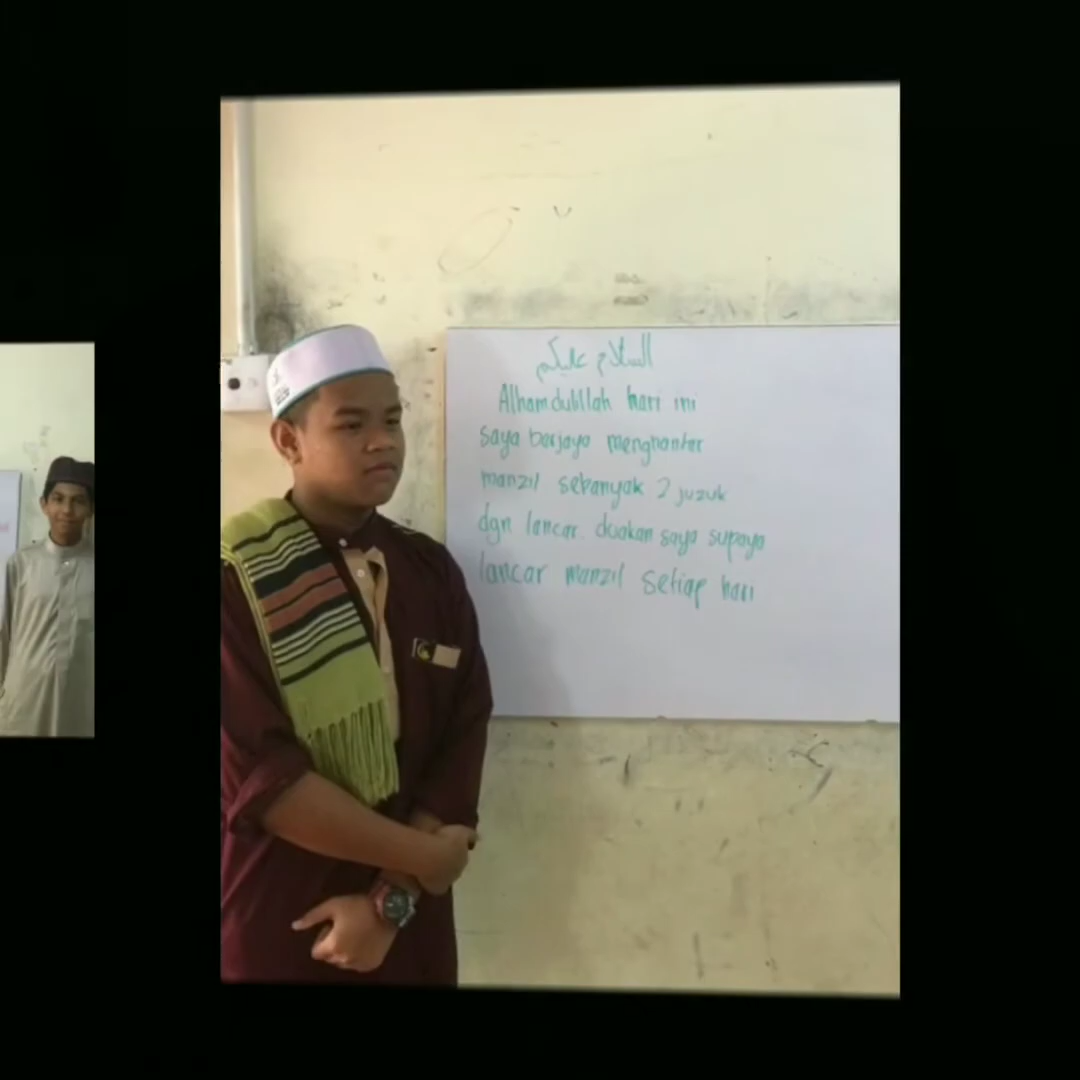 السلام عليكم
Alhamdulillah hari ini
saya berjaya menghantar
manzil sebanyak 2 juzuk
dgn lancar. doakan saya supaya
lancar manzil setiap hari